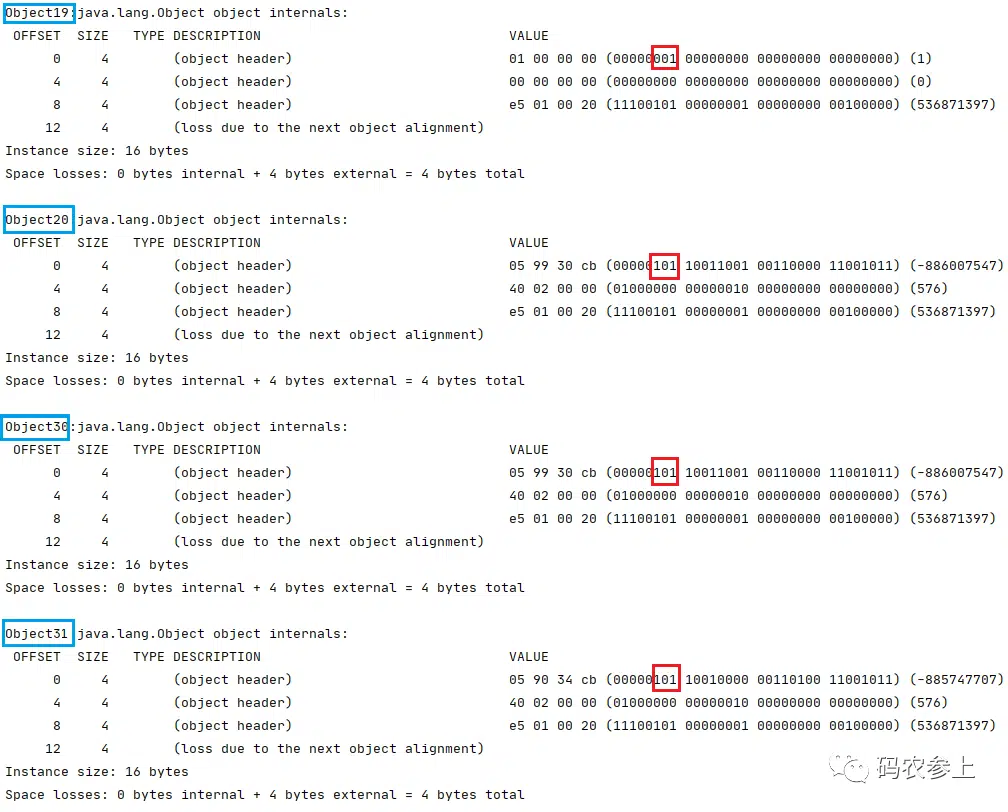 Object19:java.lang.Object object internals:
OFFSET SIZE TYPE DESCRIPTION VALUE
0 4 (object header) 01 00 00 00 (00000001 00000000 00000000 00000000) (1)
4 4 (object header) 00 00 00 00 (00000000 00000000 00000000 00000000) (0)
8 4 (object header) e5 01 00 20 (11100101 00000001 00000000 00100000) (536871397)
12 4 (loss due to the next object alignment)
Instance size: 16 bytes
Space losses: 0 bytes internal + 4 bytes external = 4 bytes total
Object20:java.lang.Object object internals:
OFFSET SIZE TYPE DESCRIPTION VALUE
0 4 (object header) 05 99 30 cb (00000101 10011001 00110000 11001011) (-886007547)
4 4 (object header) 40 02 00 00 (01000000 00000010 00000000 00000000) (576)
8 4 (object header) e5 01 00 20 (11100101 00000001 00000000 00100000) (536871397)
12 4 (loss due to the next object alignment)
Instance size: 16 bytes
Space losses: 0 bytes internal + 4 bytes external = 4 bytes total
Object30:java.lang.Object object internals:
OFFSET SIZE TYPE DESCRIPTION VALUE
0 4 (object header) 05 99 30 cb (00000101 10011001 00110000 11001011) (-886007547)
4 4 (object header) 40 02 00 00 (01000000 00000010 00000000 00000000) (576)
8 4 (object header) e5 01 00 20 (11100101 00000001 00000000 00100000) (536871397)
12 4 (loss due to the next object alignment)
Instance size: 16 bytes
Space losses: 0 bytes internal + 4 bytes external = 4 bytes total
Object31:java.lang.Object object internals:
OFFSET SIZE TYPE DESCRIPTION VALUE
0 4 (object header) 05 90 34 cb (00000101 10010000 00110100 11001011) (-885747707)
4 4 (object header) 40 02 00 00 (01000000 00000010 00000000 00000000) (576)
8 4 (object header) e5 01 00 20 (11100101 00000001 00000000 00100000) (536871397)
12 4 (loss due to the next object alignment)
Instance size: 16 bytes
Space losses: 0 bytes internal + 4 bytes external = 4 bytes total
码农参上